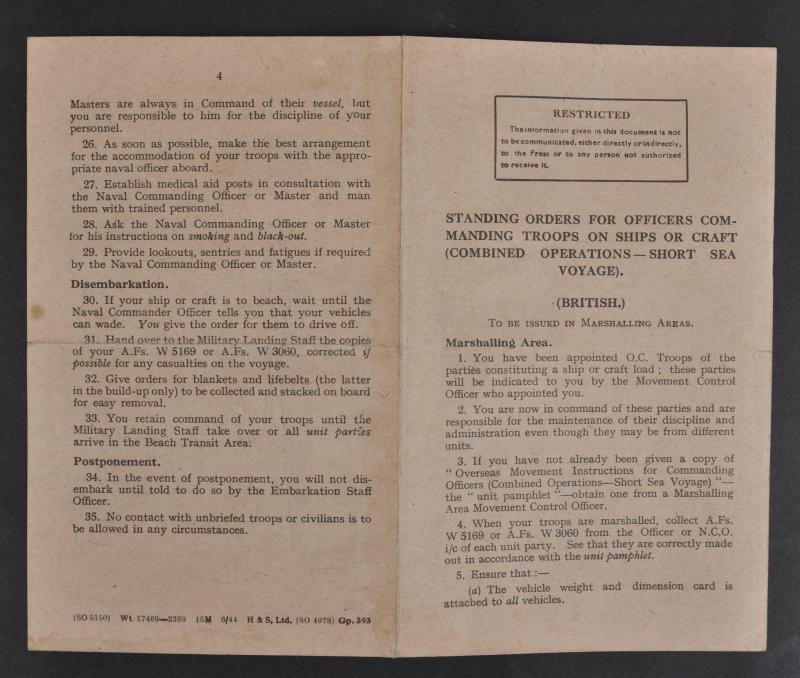 4
Masters are always in Command of their vessel, but
you are responsible to him for the discipline of your
personnel.
26. As soon as possible, make the best arrangement
for the accommodation of your troops with the appro-
priate naval officer aboard.
27. Establish medical aid posts in consultation with
the Naval Commanding Officer or Master and man
them with trained personnel.
28. Ask the Naval Commanding Officer or Master
for his instructions on smoking and black-out.
29. Provide lookouts, sentries and fatigues if required
by the Naval Commanding Officer or Master.
Disembarkation.
30. If your ship or craft is to beach, wait until the
Naval Commander Officer tells you that your vehicles
can wade. You give the order for them to drive off.
31. Hand over to the Military Landing Staff the copies
of your A.Fs. W 5169 or A.Fs. W 3060, corrected if
possible for any casualties on the voyage.
32. Give orders for blankets and lifebelts (the latter
in the build-up only) to be collected and stacked on board
for easy removal.
33. You retain command of your troops until the
Military Landing Staff take over or all unit parties
arrive in the Beach Transit Area.
Postponement.
34. In the event of postponement, you will not dis-
embark until told to do so by the Embarkation Staff
Officer.
35. No contact with unbriefed troops or civilians is to
be allowed in any circumstances.
(SO 5150) Wt. 17469—2359 15M 6/44 H & S, Ltd. (SO 4978) Gp. 393
RESTRICTED
The information given in this document is not
to be communicated, either directly or indirectly,
to the Press or to any person not authorized
to receive it.
STANDING ORDERS FOR OFFICERS COM-
MANDING TROOPS ON SHIPS OR CRAFT
(COMBINED OPERATIONS—SHORT SEA
VOYAGE).
(BRITISH.)
TO BE ISSUED IN MARSHALLING AREAS.
Marshalling Area.
1. You have been appointed O.C. Troops of the
parties constituting a ship or craft load ; these parties
will be indicated to you by the Movement Control
Officer who appointed you.
2. You are now in command of these parties and are
responsible for the maintenance of their discipline and
administration even though they may be from different
units.
3. If you have not already been given a copy of
" Overseas Movement Instructions for Commanding
Officers (Combined Operations—Short Sea Voyage) "—
the " unit pamphlet "—obtain one from a Marshalling
Area Movement Control Officer.
4. When your troops are marshalled, collect A.Fs.
W 5169 or A.Fs. W 3060 from the Officer or N.C.O.
i/c of each unit party. See that they are correctly made
out in accordance with the unit pamphlet.
5. Ensure that :—
(a) The vehicle weight and dimension card is
attached to all vehicles.